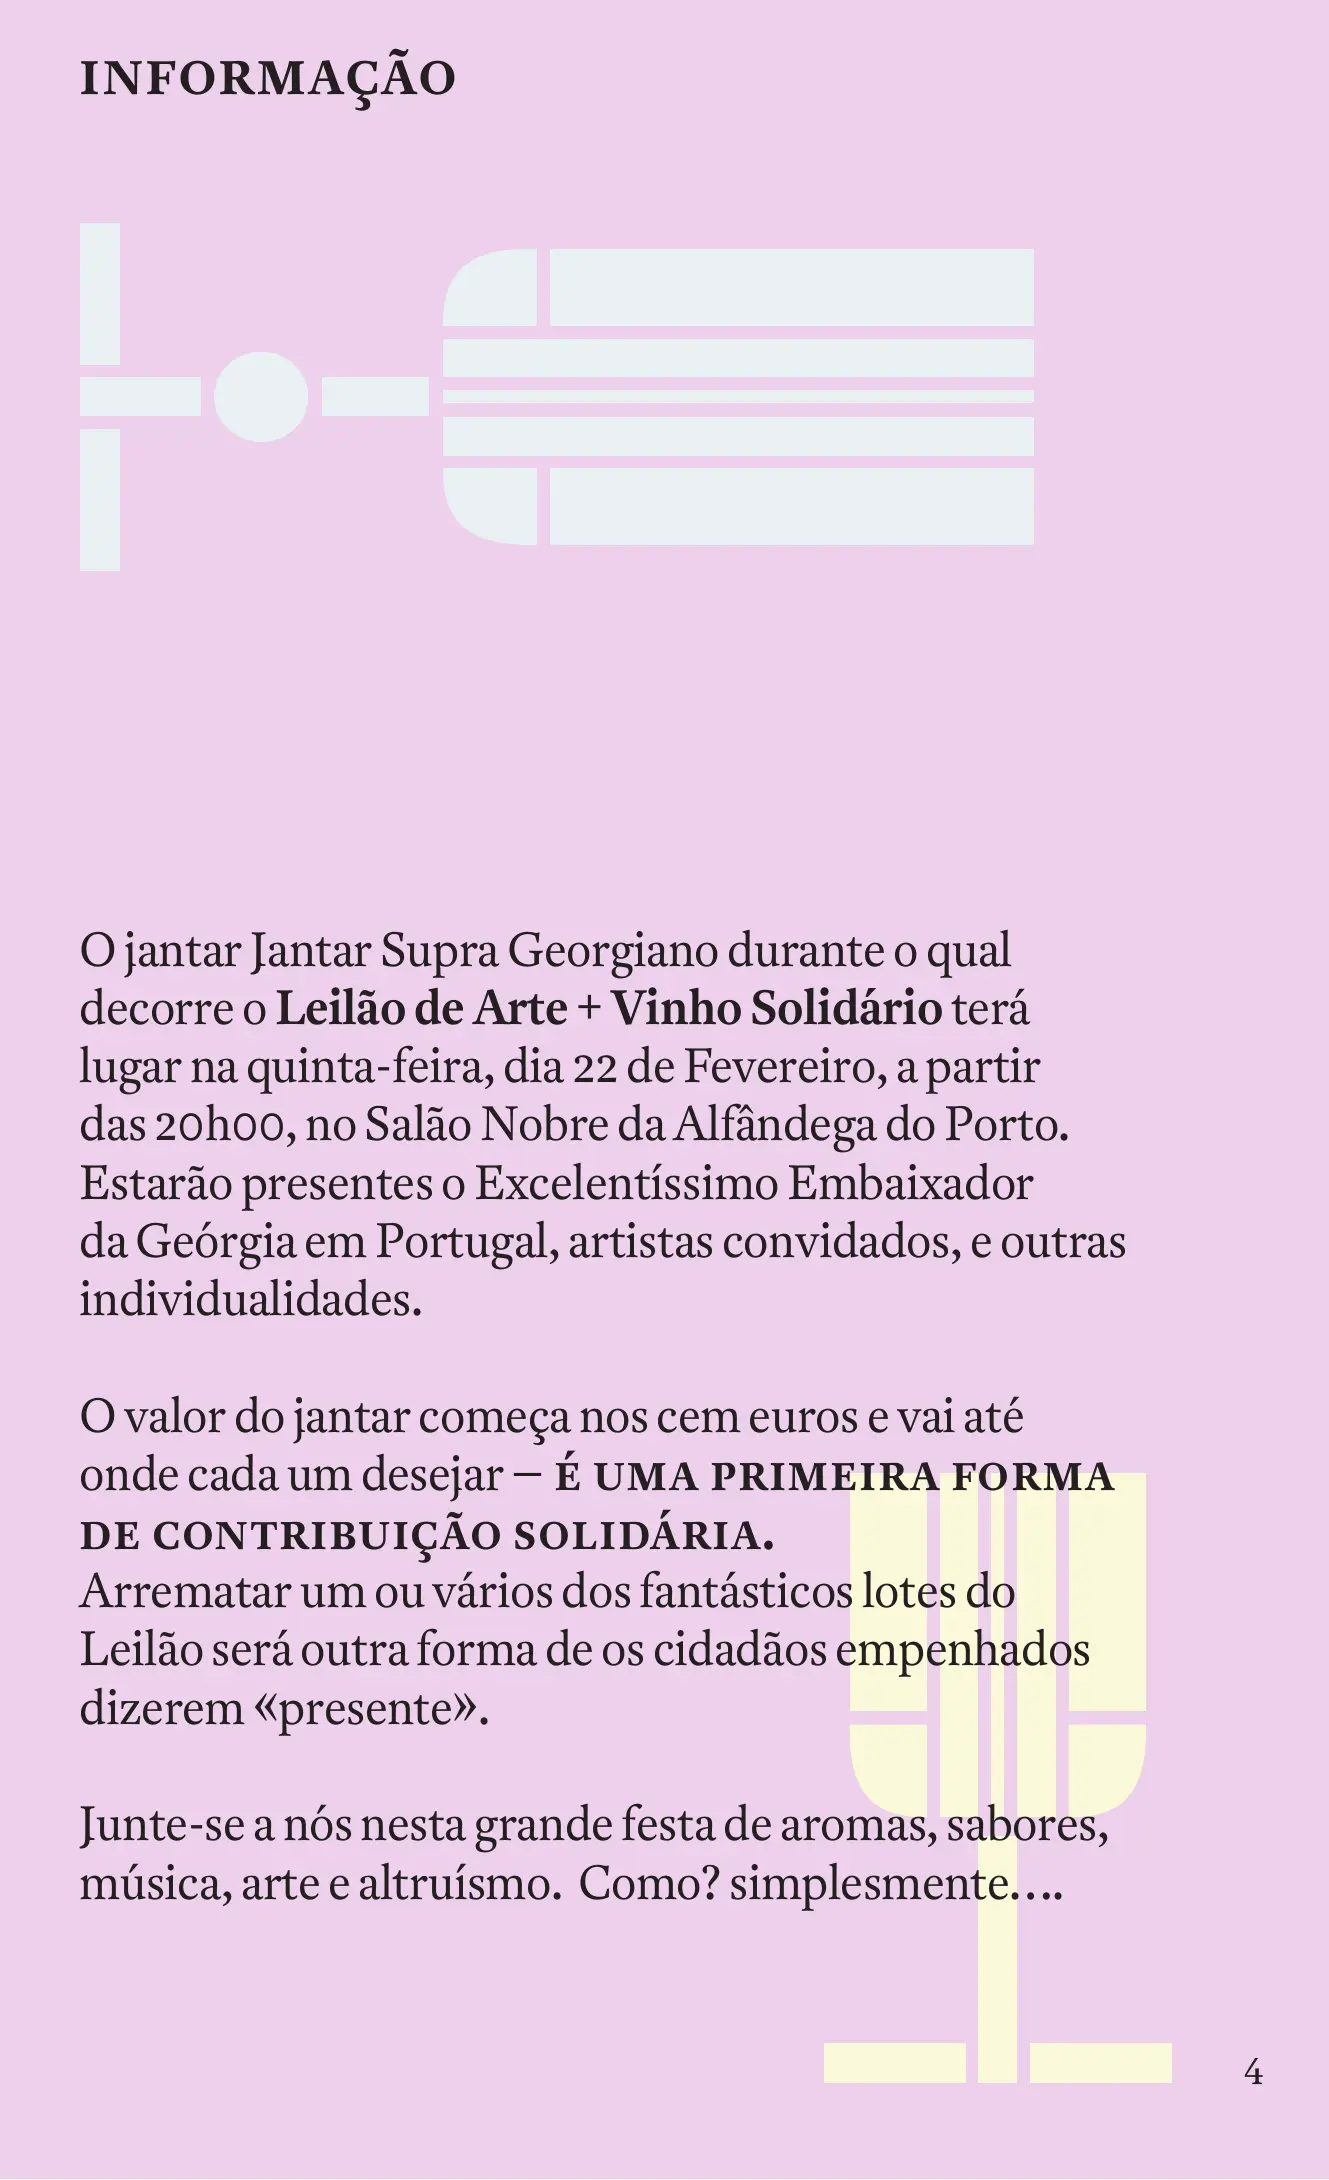 INFORMAÇÃO
O jantar Jantar Supra Georgiano durante o qual
decorre o Leilão de Arte + Vinho Solidário terá
lugar na quinta-feira, dia 22 de Fevereiro, a partir
das 20h00, no Salão Nobre da Alfândega do Porto.
Estarão presentes o Excelentíssimo Embaixador
da Geórgia em Portugal, artistas convidados, e outras
individualidades.
O valor do jantar começa nos cem euros e vai até
onde cada um desejar – É UMA PRIMEIRA FORMA
DE CONTRIBUIÇÃO SOLIDÁRIA.
Arrematar um ou vários dos fantásticos lotes do
Leilão será outra forma de os cidadãos empenhados
dizerem «presente».
Junte-se a nós nesta grande festa de aromas, sabores,
música, arte e altruísmo.  Como? simplesmente….
4